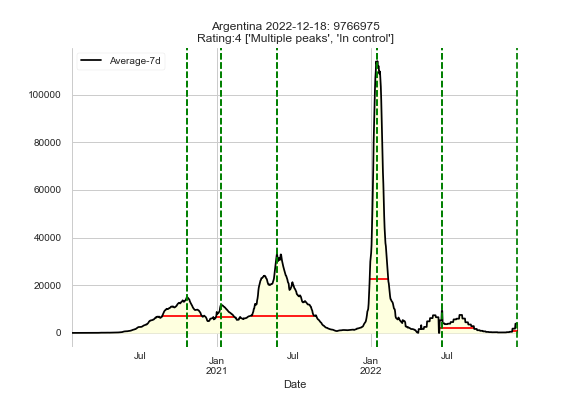 Argentina 2022-12-18: 9766975
Rating:4 ['Multiple peaks', 'In control']
Average-7d
100000
80000
60000
40000
20000
0
Jul
Jan
2021
Jul
Jan
2022
Jul
Date